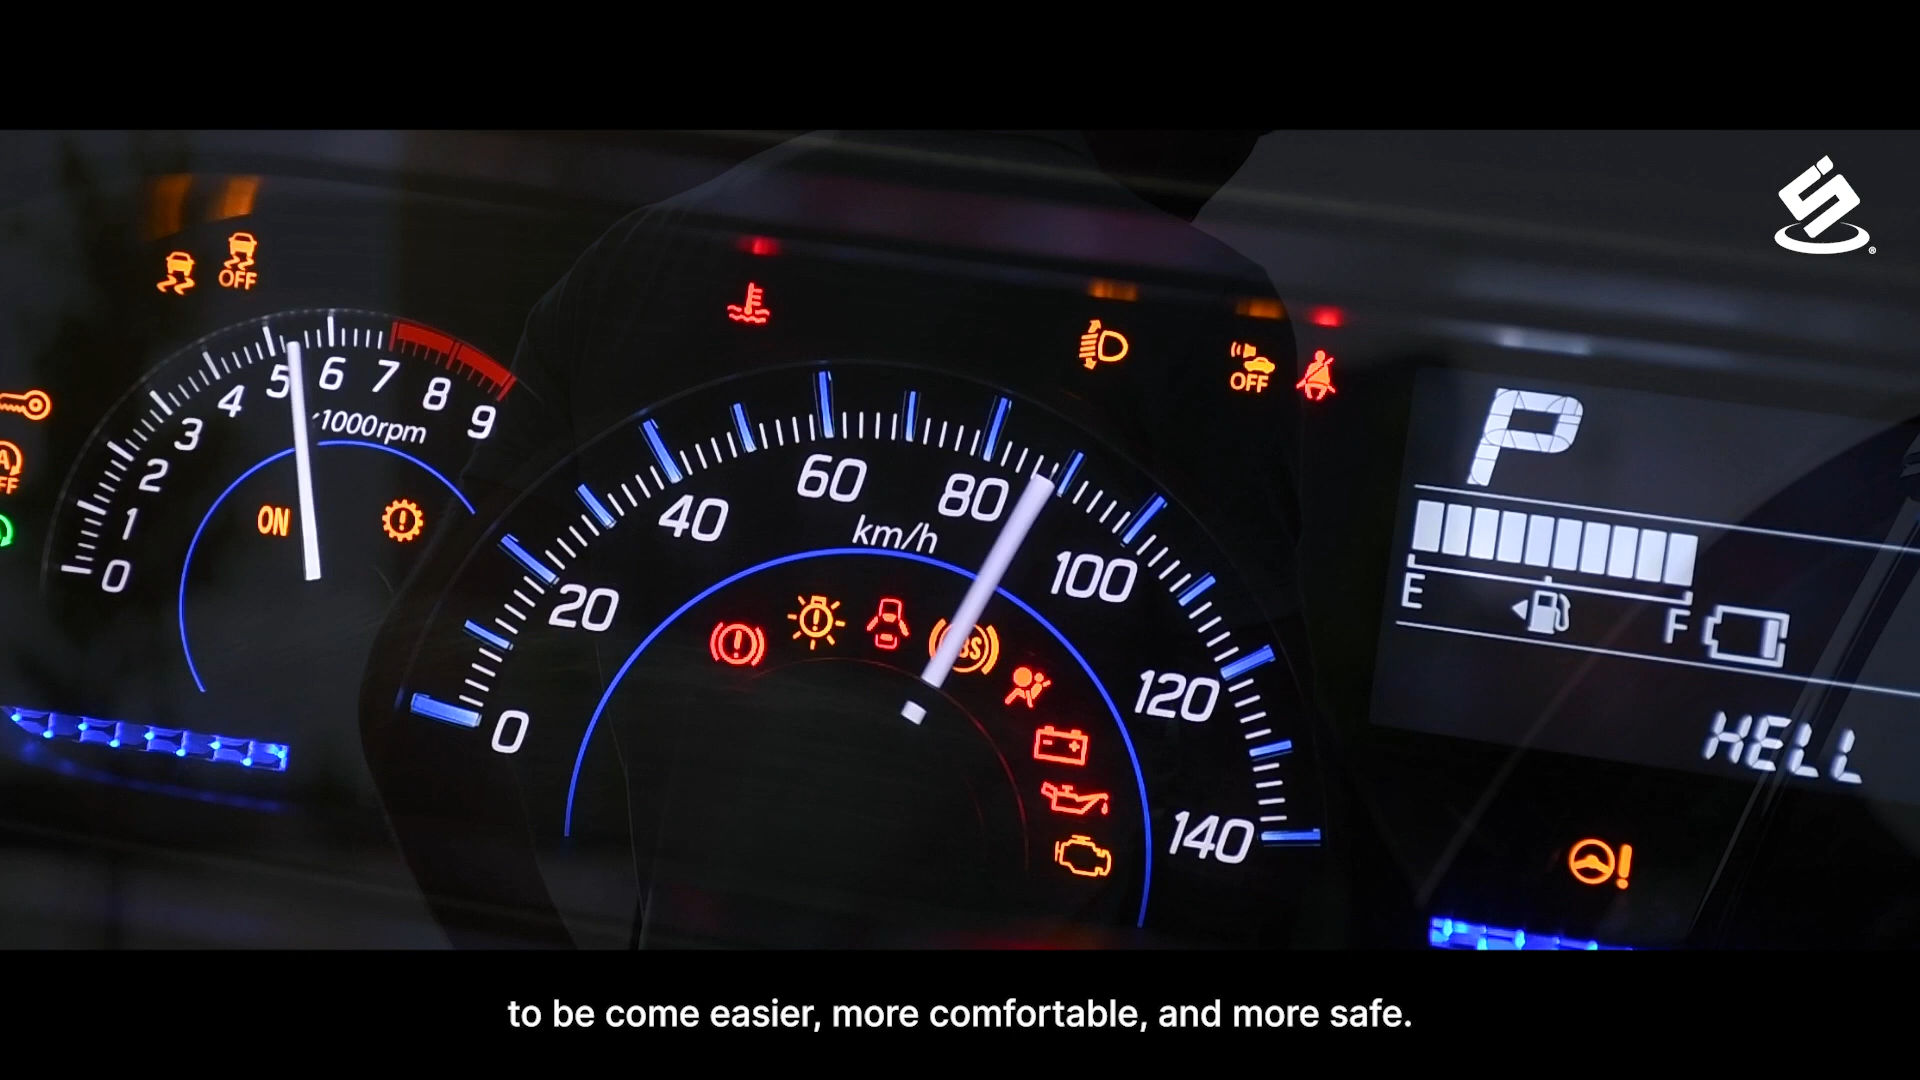 OFF
5
6
7
8
9
4
3
2
1
0
×1000rpm
ON
60
80
40
km/h
100
20
120
0
140
OFF
P
E
F
HELL
to be come easier, more comfortable, and more safe.